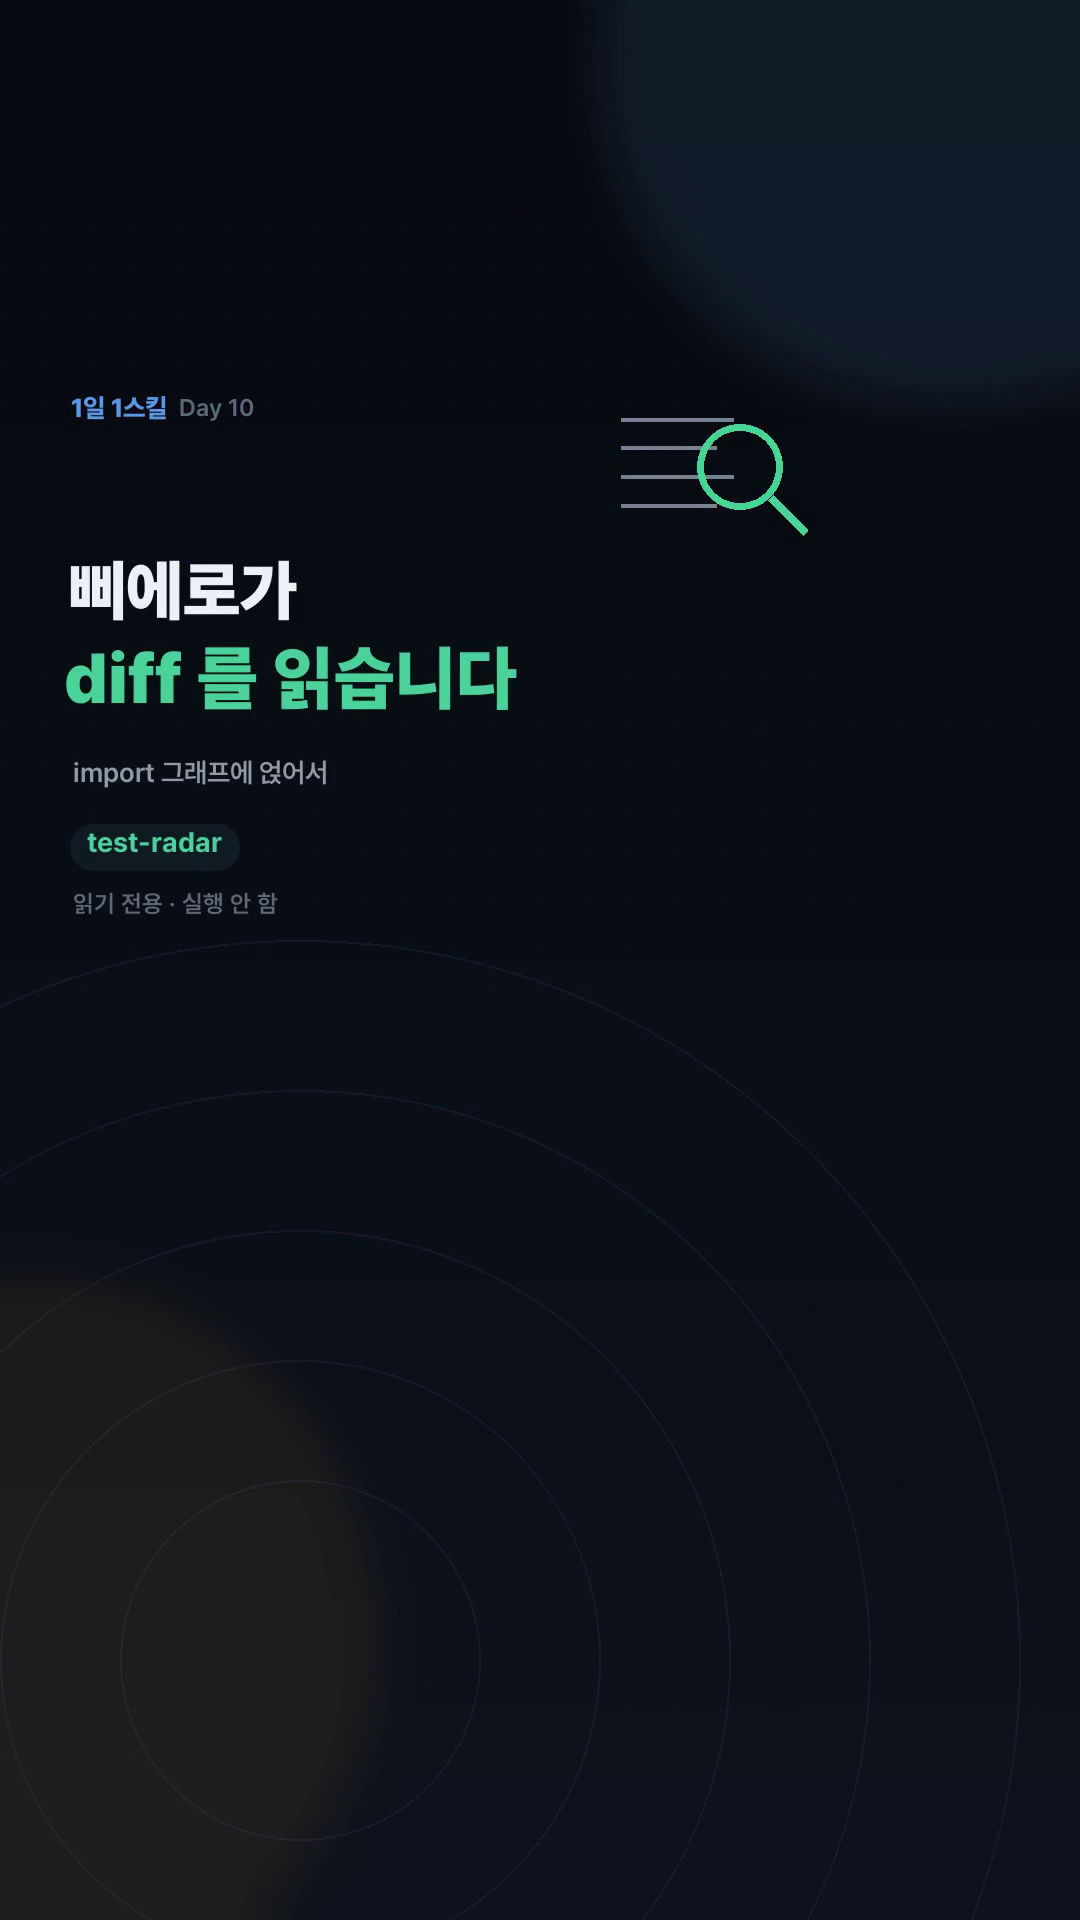 1일 1스킬 Day 10
삐에로가
diff 를 읽습니다
import 그래프에 얹어서
test-radar
읽기 전용 · 실행 안 함